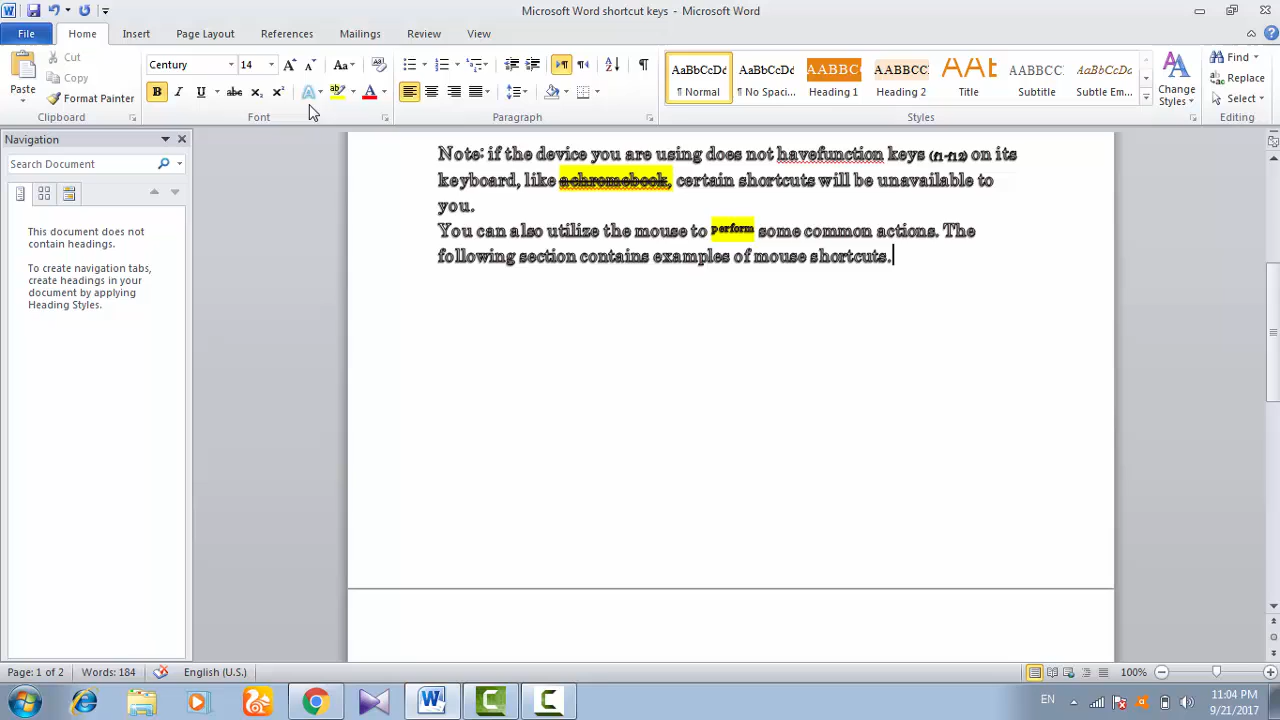 Microsoft Word shortcut keys - Microsoft Word
File Home Insert Page Layout References Mailings Review View
Paste
Cut
Copy
Format Painter
Clipboard
Century 14
Font
Paragraph
AaBbCcDd AaBbCcDd AABBCC AABBCC AAB AABBCC AaBbCcDd
¶ Normal ¶ No Spaci... Heading 1 Heading 2 Title Subtitle Subtle Em...
Change
Styles
Styles
Find
Replace
Select
Editing
Navigation
Search Document
This document does not
contain headings.
To create navigation tabs,
create headings in your
document by applying
Heading Styles.
Note: if the device you are using does not havefunction keys (f1-f12) on its
keyboard, like a chromebook, certain shortcuts will be unavailable to
you.
You can also utilize the mouse to perform some common actions. The
following section contains examples of mouse shortcuts.
Page: 1 of 2 Words: 184 English (U.S.) 100%
EN 11:04 PM
9/21/2017